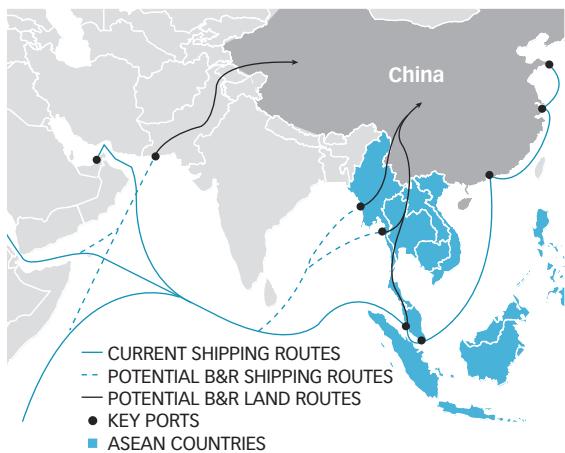 China
CURRENT SHIPPING ROUTES
POTENTIAL B&R SHIPPING ROUTES
POTENTIAL B&R LAND ROUTES
KEY PORTS
ASEAN COUNTRIES